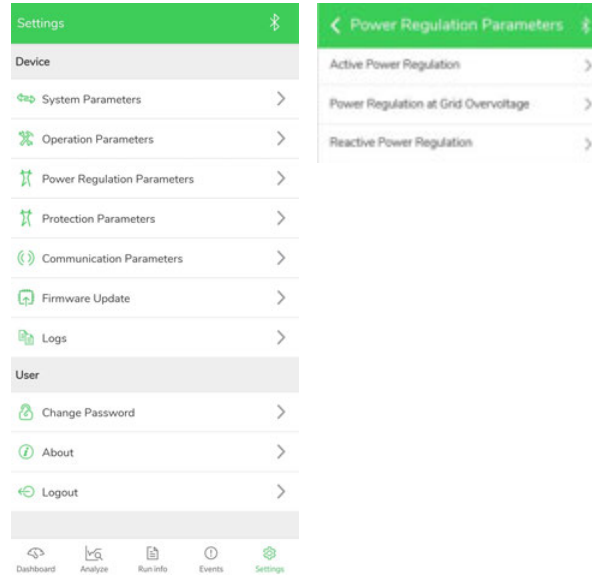 Settings
Device
System Parameters
Operation Parameters
Power Regulation Parameters
Protection Parameters
Communication Parameters
Firmware Update
Logs
User
Change Password
About
Logout
Dashboard Analyze Run info Events Settings
Power Regulation Parameters
Active Power Regulation
Power Regulation at Grid Overvoltage
Reactive Power Regulation